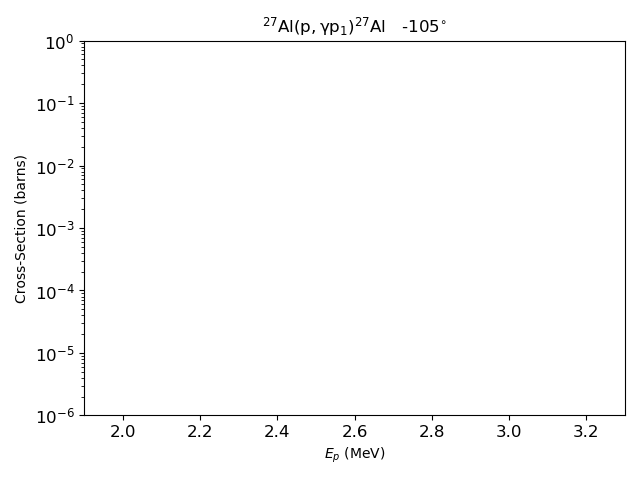 ²⁷Al(p, γp₁)²⁷Al -105°
10⁰
10⁻¹
10⁻²
10⁻³
10⁻⁴
10⁻⁵
10⁻⁶
Cross-Section (barns)
2.0 2.2 2.4 2.6 2.8 3.0 3.2
Eₚ (MeV)